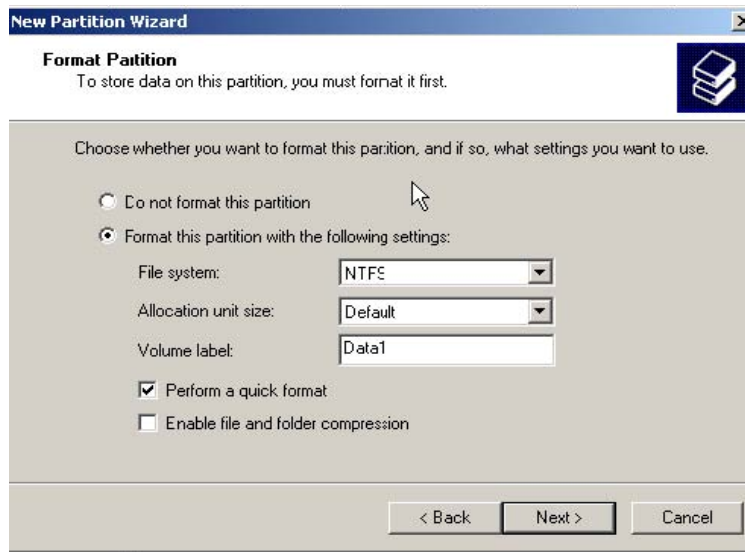 New Partition Wizard
Format Partition
To store data on this partition, you must format it first.
Choose whether you want to format this partition, and if so, what settings you want to use.
Do not format this partition
Format this partition with the following settings:
File system: NTFS
Allocation unit size: Default
Volume label: Data1
Perform a quick format
Enable file and folder compression
< Back Next > Cancel